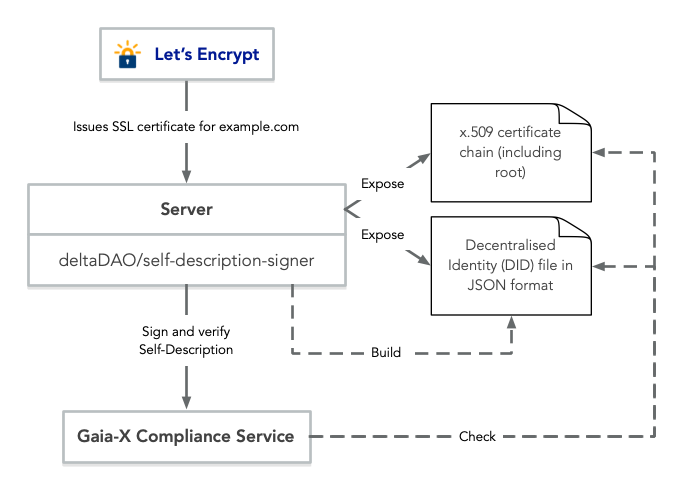 Let's Encrypt
Issues SSL certificate for example.com
x.509 certificate
chain (including
root)
Expose
Server
Expose
deltaDAO/self-description-signer
Decentralised
Identity (DID) file in
JSON format
Sign and verify
Self-Description
Build
Gaia-X Compliance Service
Check